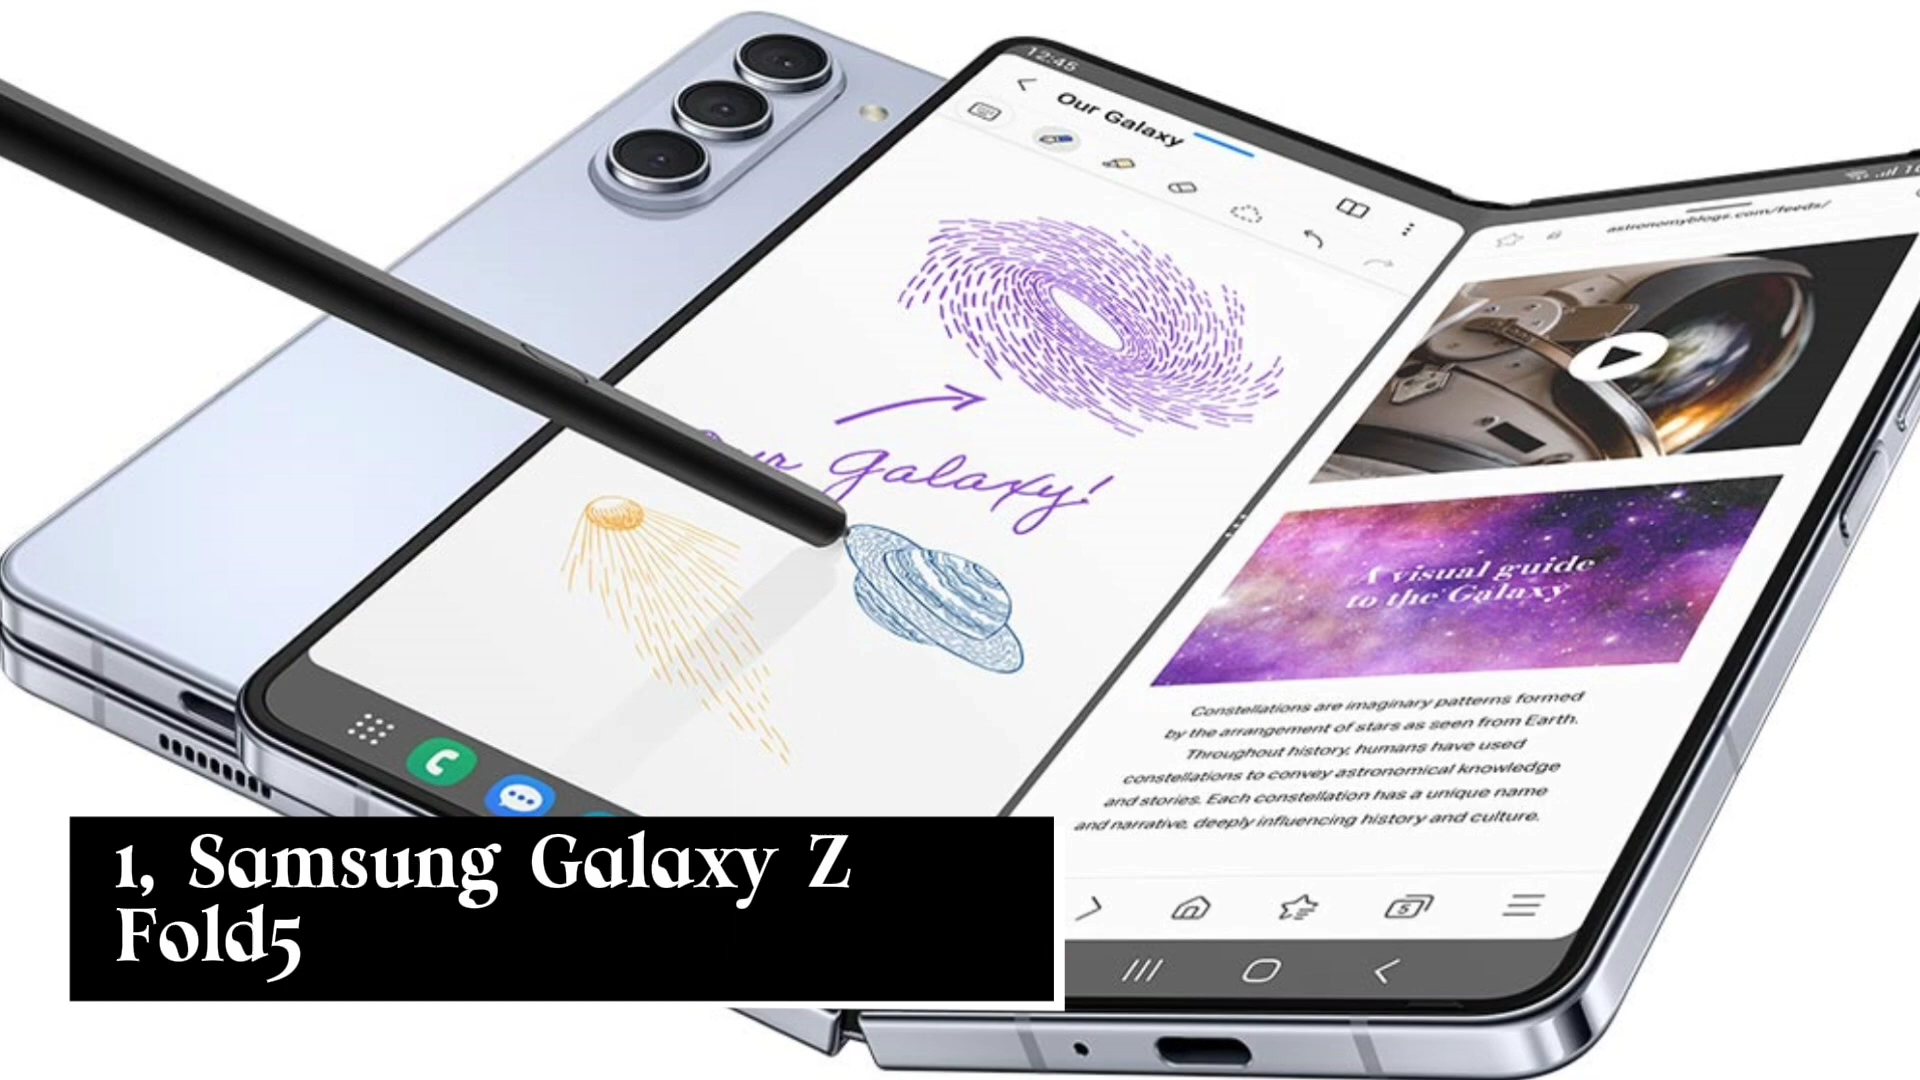 12:45
Our Galaxy
astronomyblogs.com/feeds/
Galaxy!
A visual guide
to the Galaxy
Constellations are imaginary patterns formed
by the arrangement of stars as seen from Earth.
Throughout history, humans have used
constellations to convey astronomical knowledge
and stories. Each constellation has a unique name
and narrative, deeply influencing history and culture.
5
1, Samsung Galaxy Z
Fold5